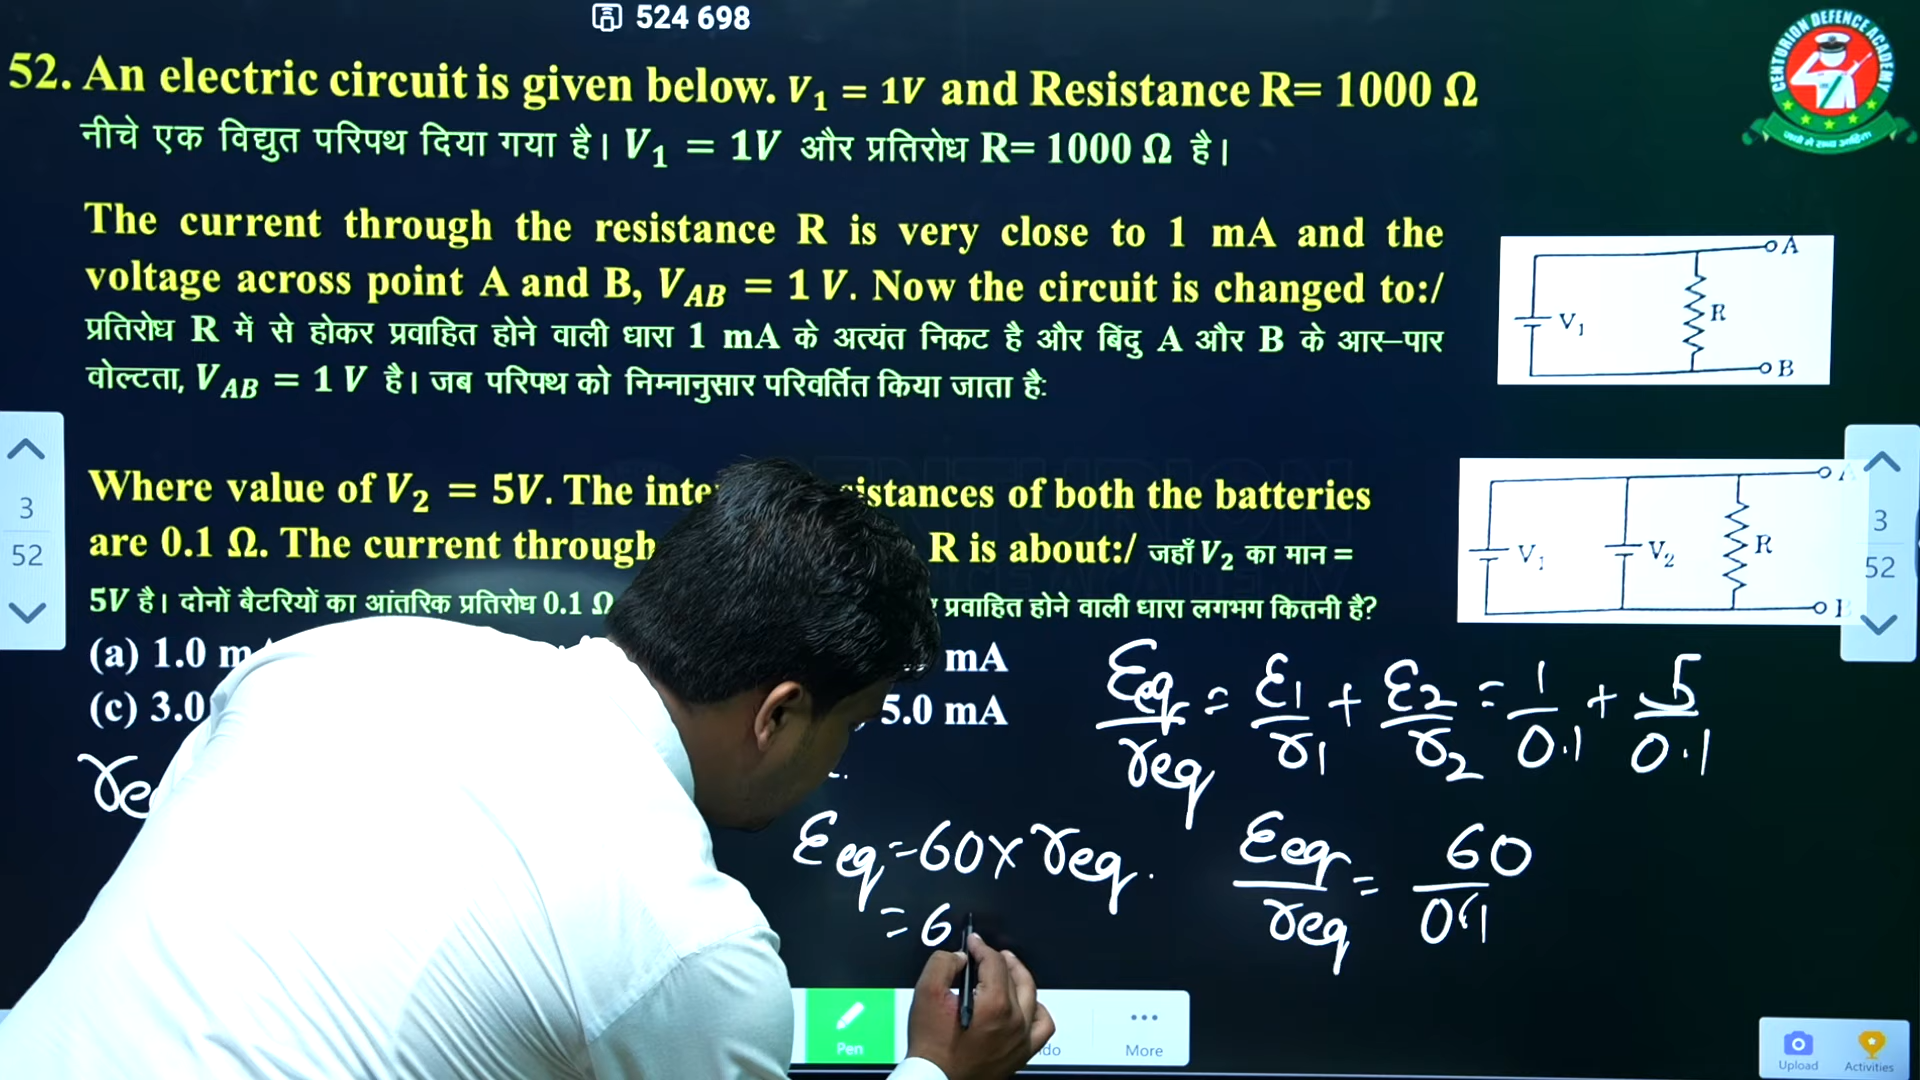 524 698
52. An electric circuit is given below. V₁ = 1V and Resistance R= 1000 Ω
नीचे एक विद्युत परिपथ दिया गया है। V₁ = 1V और प्रतिरोध R= 1000 Ω है।
The current through the resistance R is very close to 1 mA and the
voltage across point A and B, V_AB = 1 V. Now the circuit is changed to:/
प्रतिरोध R में से होकर प्रवाहित होने वाली धारा 1 mA के अत्यंत निकट है और बिंदु A और B के आर–पार
वोल्टता, V_AB = 1 V है। जब परिपथ को निम्नानुसार परिवर्तित किया जाता है:
A
V₁
R
B
Where value of V₂ = 5V. The istances of both the batteries
are 0.1 Ω. The current through R is about:/ जहाँ V₂ का मान =
5V है। दोनों बैटरियों का आंतरिक प्रतिरोध 0.1 Ω प्रवाहित होने वाली धारा लगभग कितनी है?
V₁
V₂
R
(a) 1.0 mA
(c) 3.0 5.0 mA
εeq/req = ε1/r1 + ε2/r2 = 1/0.1 + 5/0.1
εeq = 60 × req.
= 6
εeq/req = 60/0.1
3
52
3
52
Pen
More
Upload
Activities
CENTURION DEFENCE ACADEMY